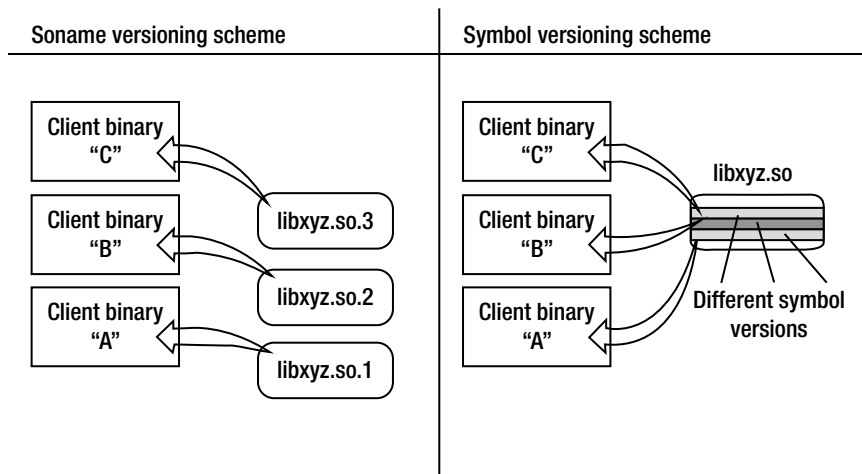 Soname versioning scheme
Client binary
“C”
libxyz.so.3
Client binary
“B”
libxyz.so.2
Client binary
“A”
libxyz.so.1
Symbol versioning scheme
Client binary
“C”
libxyz.so
Client binary
“B”
Different symbol
versions
Client binary
“A”